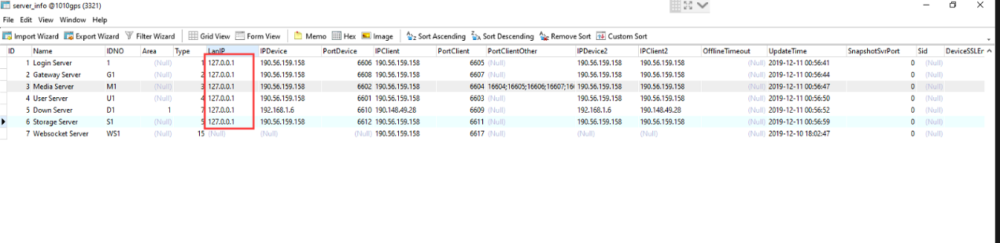 server_info @1010gps (3321)
File Edit View Window Help
Import Wizard Export Wizard Filter Wizard Grid View Form View Memo Hex Image Sort Ascending Sort Descending Remove Sort Custom Sort
ID Name IDNO Area Type LanIP IPDevice PortDevice IPClient PortClient PortClientOther IPDevice2 IPClient2 OfflineTimeout UpdateTime SnapshotSvrPort Sid DeviceSSLEn
1 Login Server 1 (Null) 1 127.0.0.1 190.56.159.158 6606 190.56.159.158 6605 (Null) 190.56.159.158 190.56.159.158 (Null) 2019-12-11 00:56:41 0 (Null)
2 Gateway Server G1 (Null) 2 127.0.0.1 190.56.159.158 6608 190.56.159.158 6607 (Null) 190.56.159.158 190.56.159.158 (Null) 2019-12-11 00:56:44 0 (Null)
3 Media Server M1 (Null) 3 127.0.0.1 190.56.159.158 6602 190.56.159.158 6604 16604;16605;16606;16607;16 190.56.159.158 190.56.159.158 (Null) 2019-12-11 00:56:47 0 (Null)
4 User Server U1 (Null) 4 127.0.0.1 190.56.159.158 6601 190.56.159.158 6603 (Null) 190.56.159.158 190.56.159.158 (Null) 2019-12-11 00:56:50 0 (Null)
5 Down Server D1 1 7 127.0.0.1 192.168.1.6 6610 190.148.49.28 6609 (Null) 192.168.1.6 190.148.49.28 (Null) 2019-12-11 00:56:52 0 (Null)
6 Storage Server S1 (Null) 5 127.0.0.1 190.56.159.158 6612 190.56.159.158 6611 (Null) 190.56.159.158 190.56.159.158 (Null) 2019-12-11 00:56:59 0 (Null)
7 Websocket Server WS1 (Null) 15 (Null) (Null) (Null) 190.56.159.158 6617 (Null) (Null) (Null) (Null) 2019-12-10 18:02:47 0 (Null)